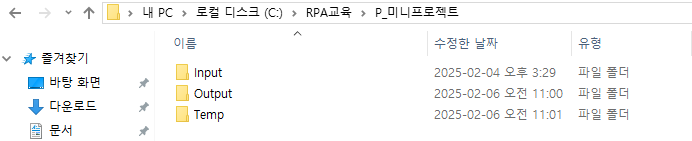 내 PC > 로컬 디스크 (C:) > RPA교육 > P_미니프로젝트
이름 수정한 날짜 유형
즐겨찾기
바탕 화면
다운로드
문서
Input 2025-02-04 오후 3:29 파일 폴더
Output 2025-02-06 오전 11:00 파일 폴더
Temp 2025-02-06 오전 11:01 파일 폴더